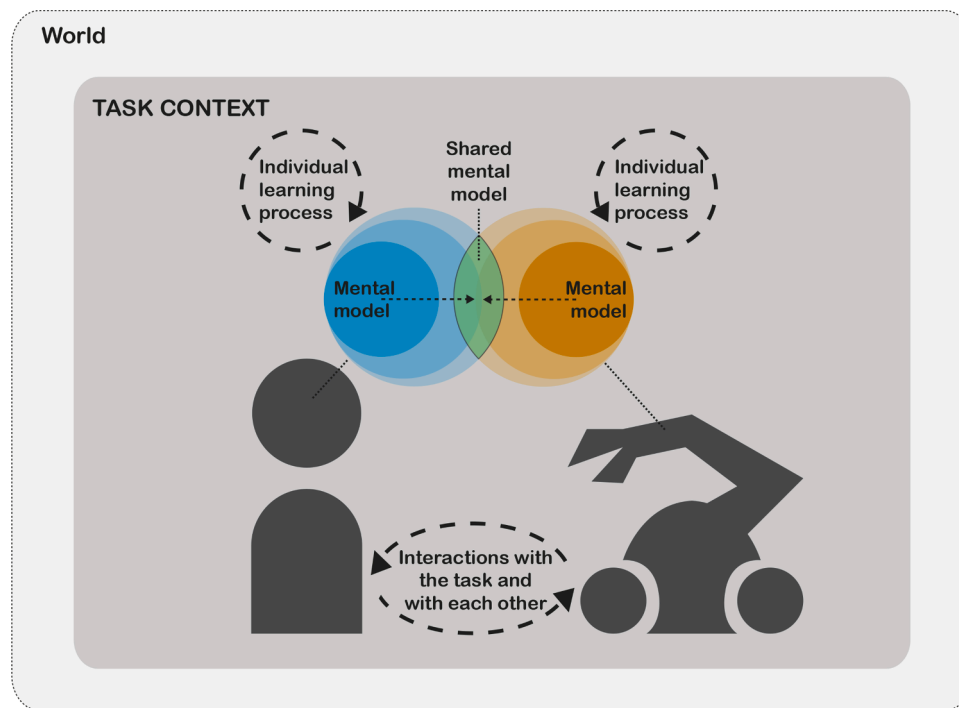 World
TASK CONTEXT
Individual
learning
process
Shared
mental
model
Individual
learning
process
Mental
model
Mental
model
Interactions with
the task and
with each other